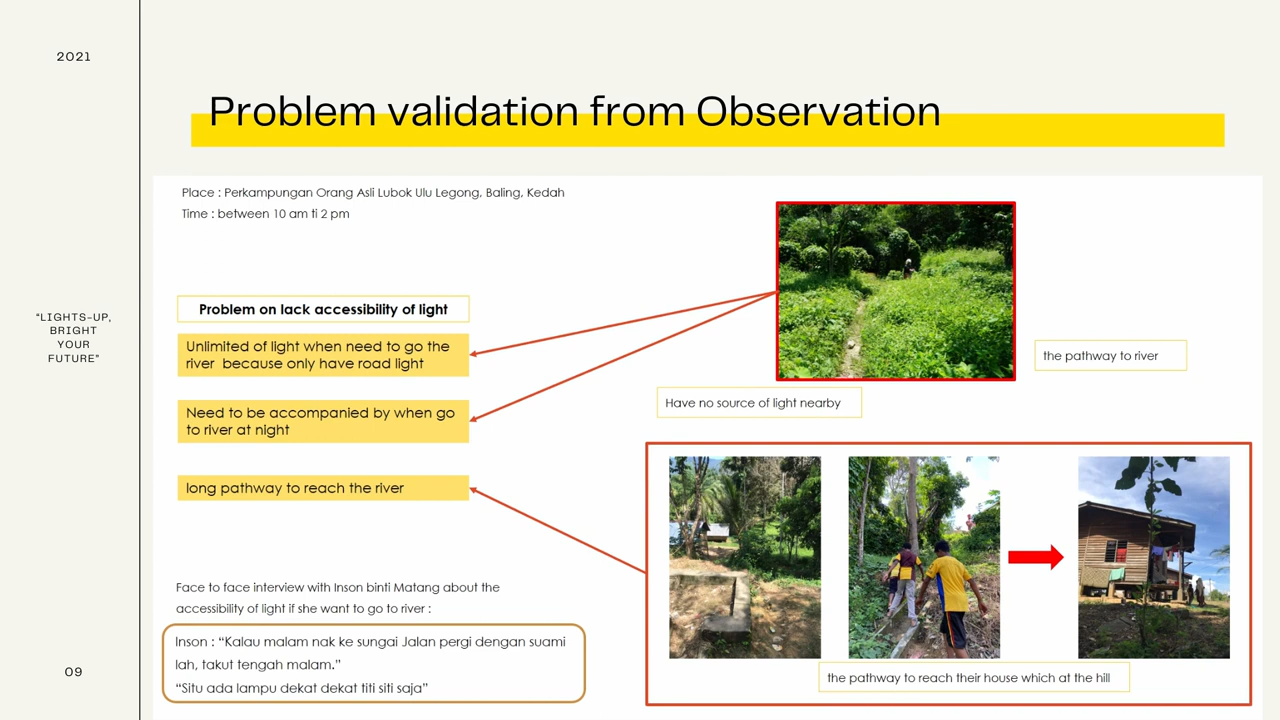 2021
Problem validation from Observation
Place : Perkampungan Orang Asli Lubok Ulu Legong, Baling, Kedah
Time : between 10 am ti 2 pm
"LIGHTS-UP,
BRIGHT
YOUR
FUTURE"
Problem on lack accessibility of light
Unlimited of light when need to go the
river because only have road light
Need to be accompanied by when go
to river at night
long pathway to reach the river
the pathway to river
Have no source of light nearby
Face to face interview with Inson binti Matang about the
accessibility of light if she want to go to river :
Inson : “Kalau malam nak ke sungai Jalan pergi dengan suami
lah, takut tengah malam.”
“Situ ada lampu dekat dekat titi siti saja”
the pathway to reach their house which at the hill
09